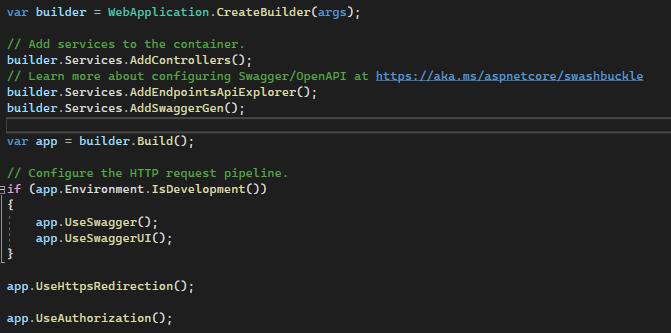 var builder = WebApplication.CreateBuilder(args);
// Add services to the container.
builder.Services.AddControllers();
// Learn more about configuring Swagger/OpenAPI at https://aka.ms/aspnetcore/swashbuckle
builder.Services.AddEndpointsApiExplorer();
builder.Services.AddSwaggerGen();
var app = builder.Build();
// Configure the HTTP request pipeline.
if (app.Environment.IsDevelopment())
{
    app.UseSwagger();
    app.UseSwaggerUI();
}
app.UseHttpsRedirection();
app.UseAuthorization();